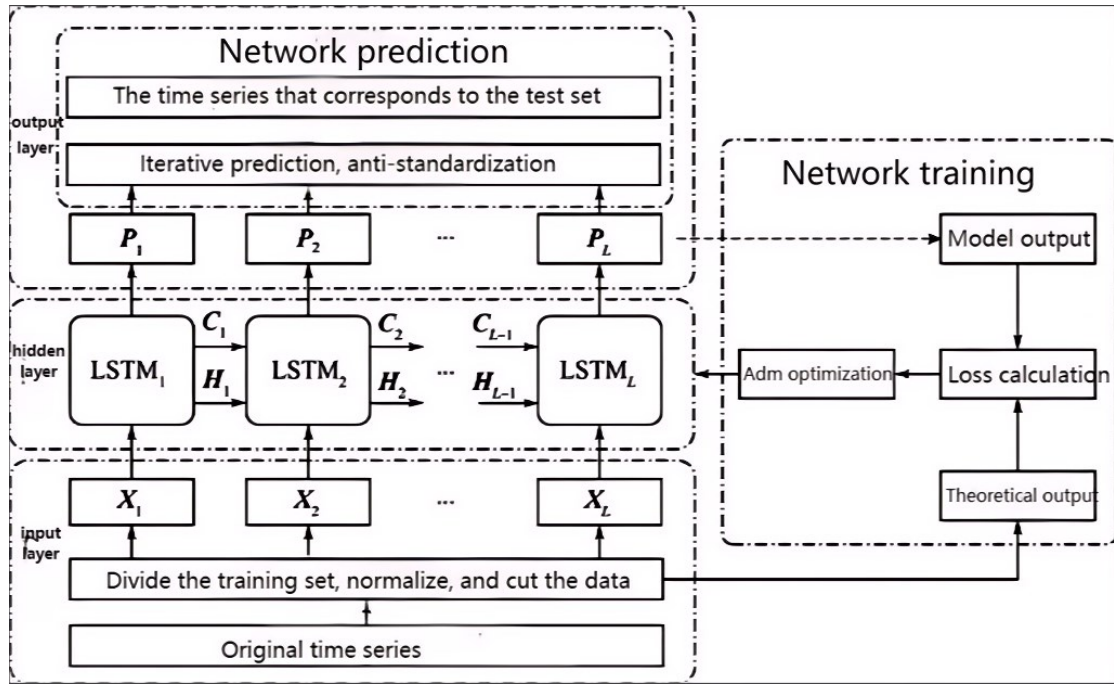 Network prediction
The time series that corresponds to the test set
output
layer
Iterative prediction, anti-standardization
Network training
P1 P2 ... PL
Model output
C1 C2 CL-1
hidden
layer
LSTM1 LSTM2 ... LSTML
H1 H2 ... HL-1
Adm optimization
Loss calculation
X1 X2 ... XL
Theoretical output
input
layer
Divide the training set, normalize, and cut the data
Original time series